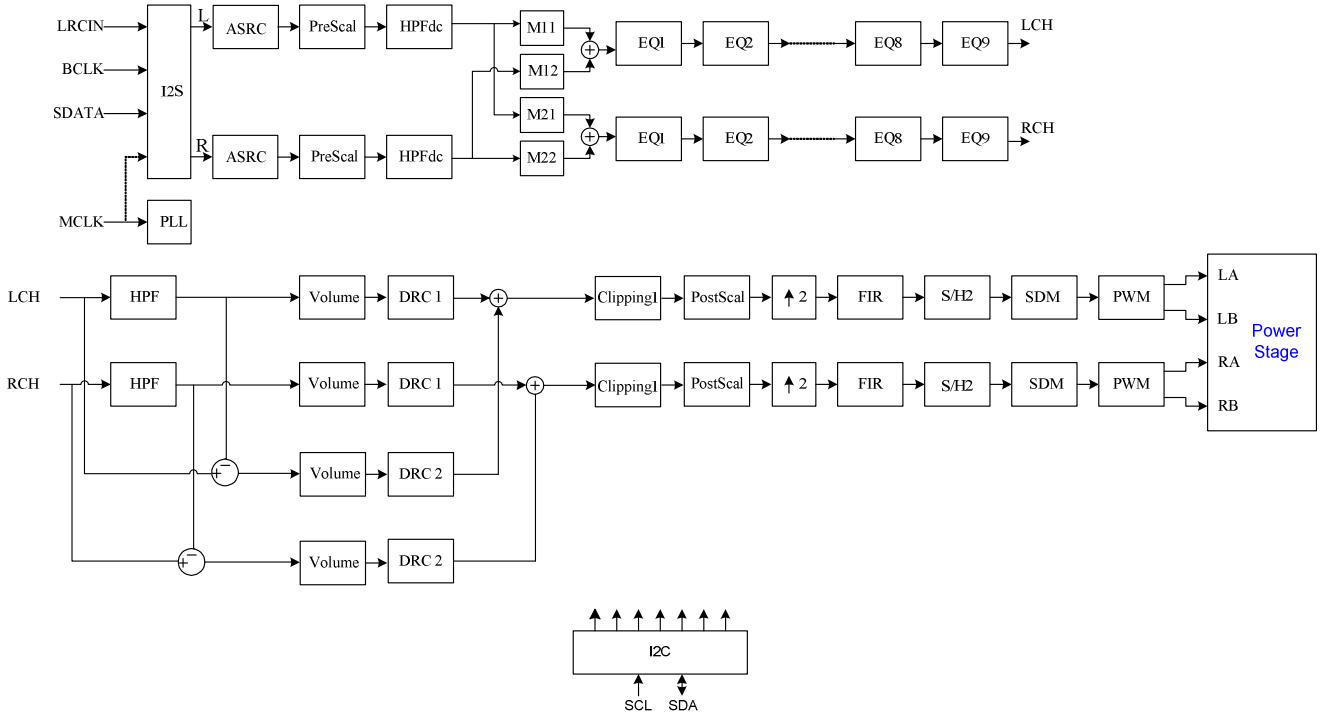 LRCIN
BCLK
SDATA
MCLK
I2S
PLL
L
ASRC
PreScal
HPFdc
R
ASRC
PreScal
HPFdc
M11
M12
M21
M22
+
+
EQ1
EQ2
EQ8
EQ9
LCH
EQ1
EQ2
EQ8
EQ9
RCH
LCH
HPF
Volume
DRC 1
+
Clipping1
PostScal
2
FIR
S/H2
SDM
PWM
LA
LB
RCH
HPF
Volume
DRC 1
+
Clipping1
PostScal
2
FIR
S/H2
SDM
PWM
RA
RB
Power
Stage
+ −
Volume
DRC 2
+ −
Volume
DRC 2
I2C
SCL
SDA